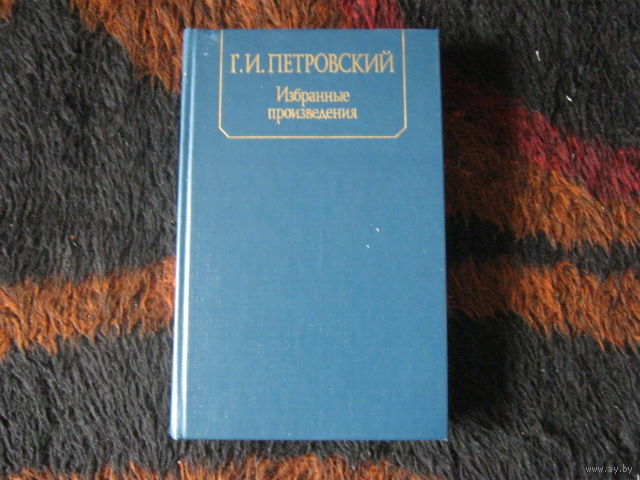 Г.И. ПЕТРОВСКИЙ
Избранные
произведения
www.ay.by